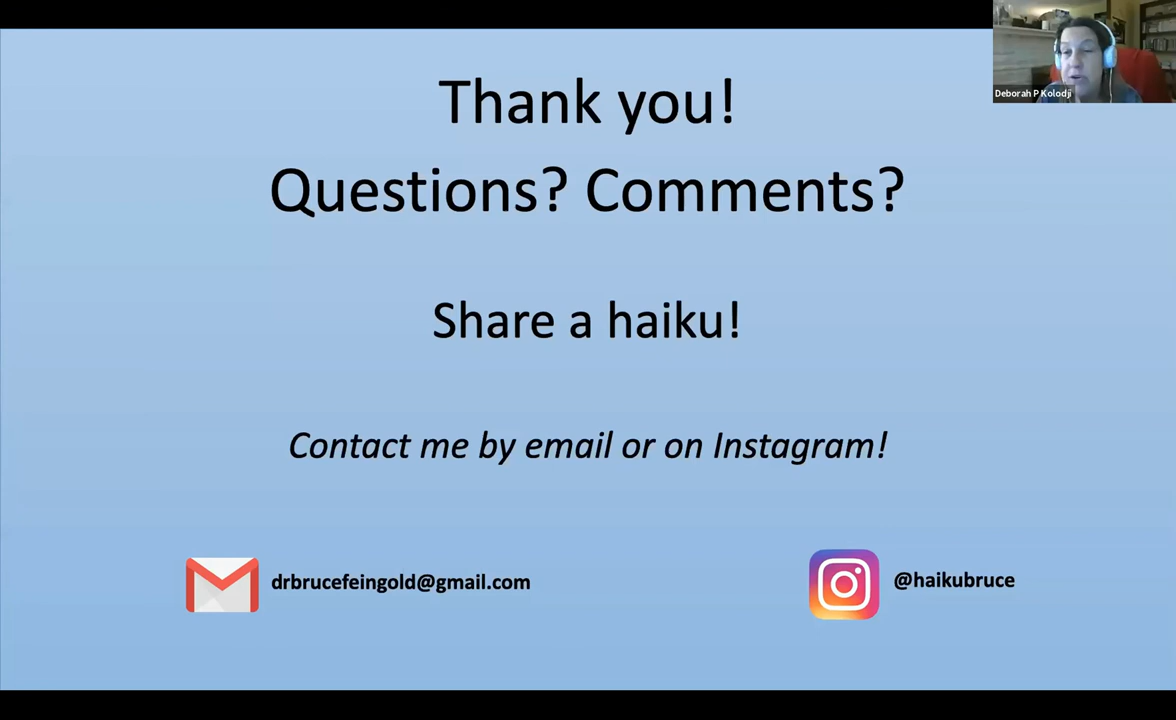 Deborah P Kolodji
Thank you!
Questions? Comments?
Share a haiku!
Contact me by email or on Instagram!
drbrucefeingold@gmail.com
@haikubruce